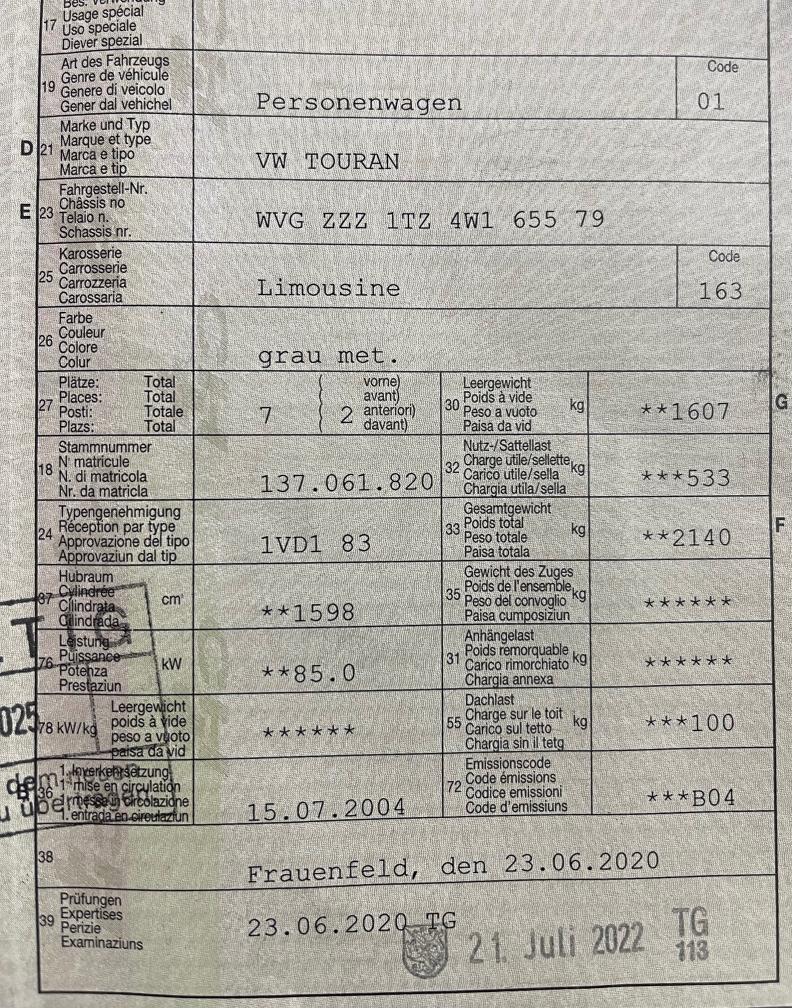 Bes. Verwendung
17 Usage spécial
Uso speciale
Diever spezial
19 Art des Fahrzeugs
Genre de véhicule
Genere di veicolo
Gener dal vehichel
Personenwagen
Code
01
D 21 Marke und Typ
Marque et type
Marca e tipo
Marca e tip
VW TOURAN
E 23 Fahrgestell-Nr.
Châssis no
Telaio n.
Schassis nr.
WVG ZZZ 1TZ 4W1 655 79
25 Karosserie
Carrosserie
Carrozzeria
Carossaria
Limousine
Code
163
26 Farbe
Couleur
Colore
Colur
grau met.
27 Plätze: Total
Places: Total
Posti: Totale
Plazs: Total
7
2
vorne)
avant)
anteriori)
davant)
30 Leergewicht
Poids à vide
Peso a vuoto
Paisa da vid
kg
**1607
G
18 Stammnummer
N° matricule
N. di matricola
Nr. da matricla
137.061.820
32 Nutz-/Sattellast
Charge utile/sellette
Carico utile/sella
Chargia utila/sella
kg
***533
24 Typengenehmigung
Réception par type
Approvazione del tipo
Approvaziun dal tip
1VD1 83
33 Gesamtgewicht
Poids total
Peso totale
Paisa totala
kg
**2140
F
37 Hubraum
Cylindrée
Cilindrata
Cilindrada
cm³
**1598
35 Gewicht des Zuges
Poids de l'ensemble
Peso del convoglio
Paisa cumposiziun
kg
******
76 Leistung
Puissance
Potenza
Prestaziun
kW
**85.0
31 Anhängelast
Poids remorquable
Carico rimorchiato
Chargia annexa
kg
******
78 kW/kg
Leergewicht
poids à vide
peso a vuoto
paisa da vid
******
55 Dachlast
Charge sur le toit
Carico sul tetto
Chargia sin il tetg
kg
***100
B 36 1. Inverkehrsetzung
1re mise en circulation
1. messa in circolazione
1. entrada en circulaziun
15.07.2004
72 Emissionscode
Code émissions
Codice emissioni
Code d'emissiuns
***B04
38
Frauenfeld, den 23.06.2020
39 Prüfungen
Expertises
Perizie
Examinaziuns
23.06.2020 TG
21. Juli 2022
TG
113